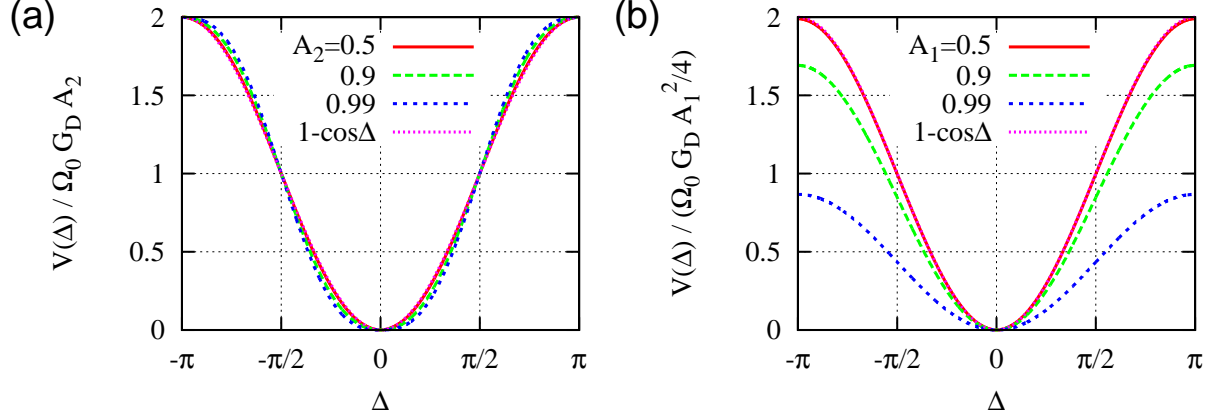 (a)
V(Δ) / Ω₀ G_D A₂
2
1.5
1
0.5
0
-π
-π/2
0
π/2
π
Δ
A₂=0.5
0.9
0.99
1-cosΔ
(b)
V(Δ) / (Ω₀ G_D A₁²/4)
2
1.5
1
0.5
0
-π
-π/2
0
π/2
π
Δ
A₁=0.5
0.9
0.99
1-cosΔ